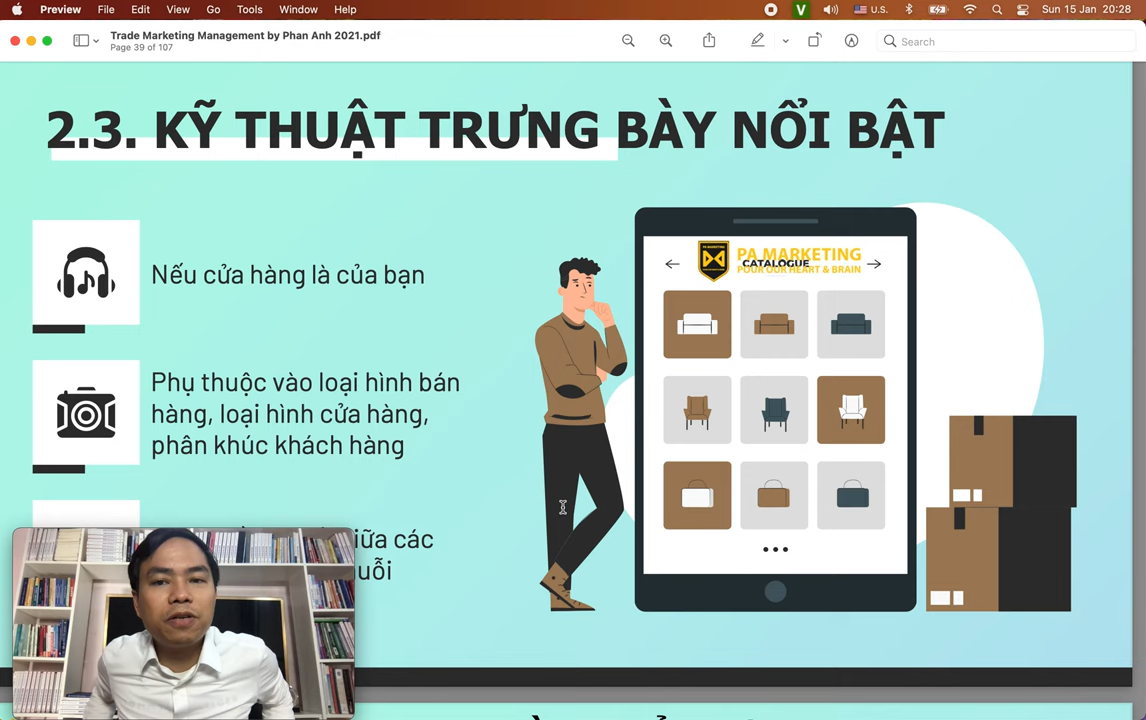 Preview File Edit View Go Tools Window Help
V U.S. Sun 15 Jan 20:28
Trade Marketing Management by Phan Anh 2021.pdf
Page 39 of 107
Search
2.3. KỸ THUẬT TRƯNG BÀY NỔI BẬT
Nếu cửa hàng là của bạn
Phụ thuộc vào loại hình bán
hàng, loại hình cửa hàng,
phân khúc khách hàng
các
PA MARKETING
CATALOGUE
POUR OUR HEART & BRAIN